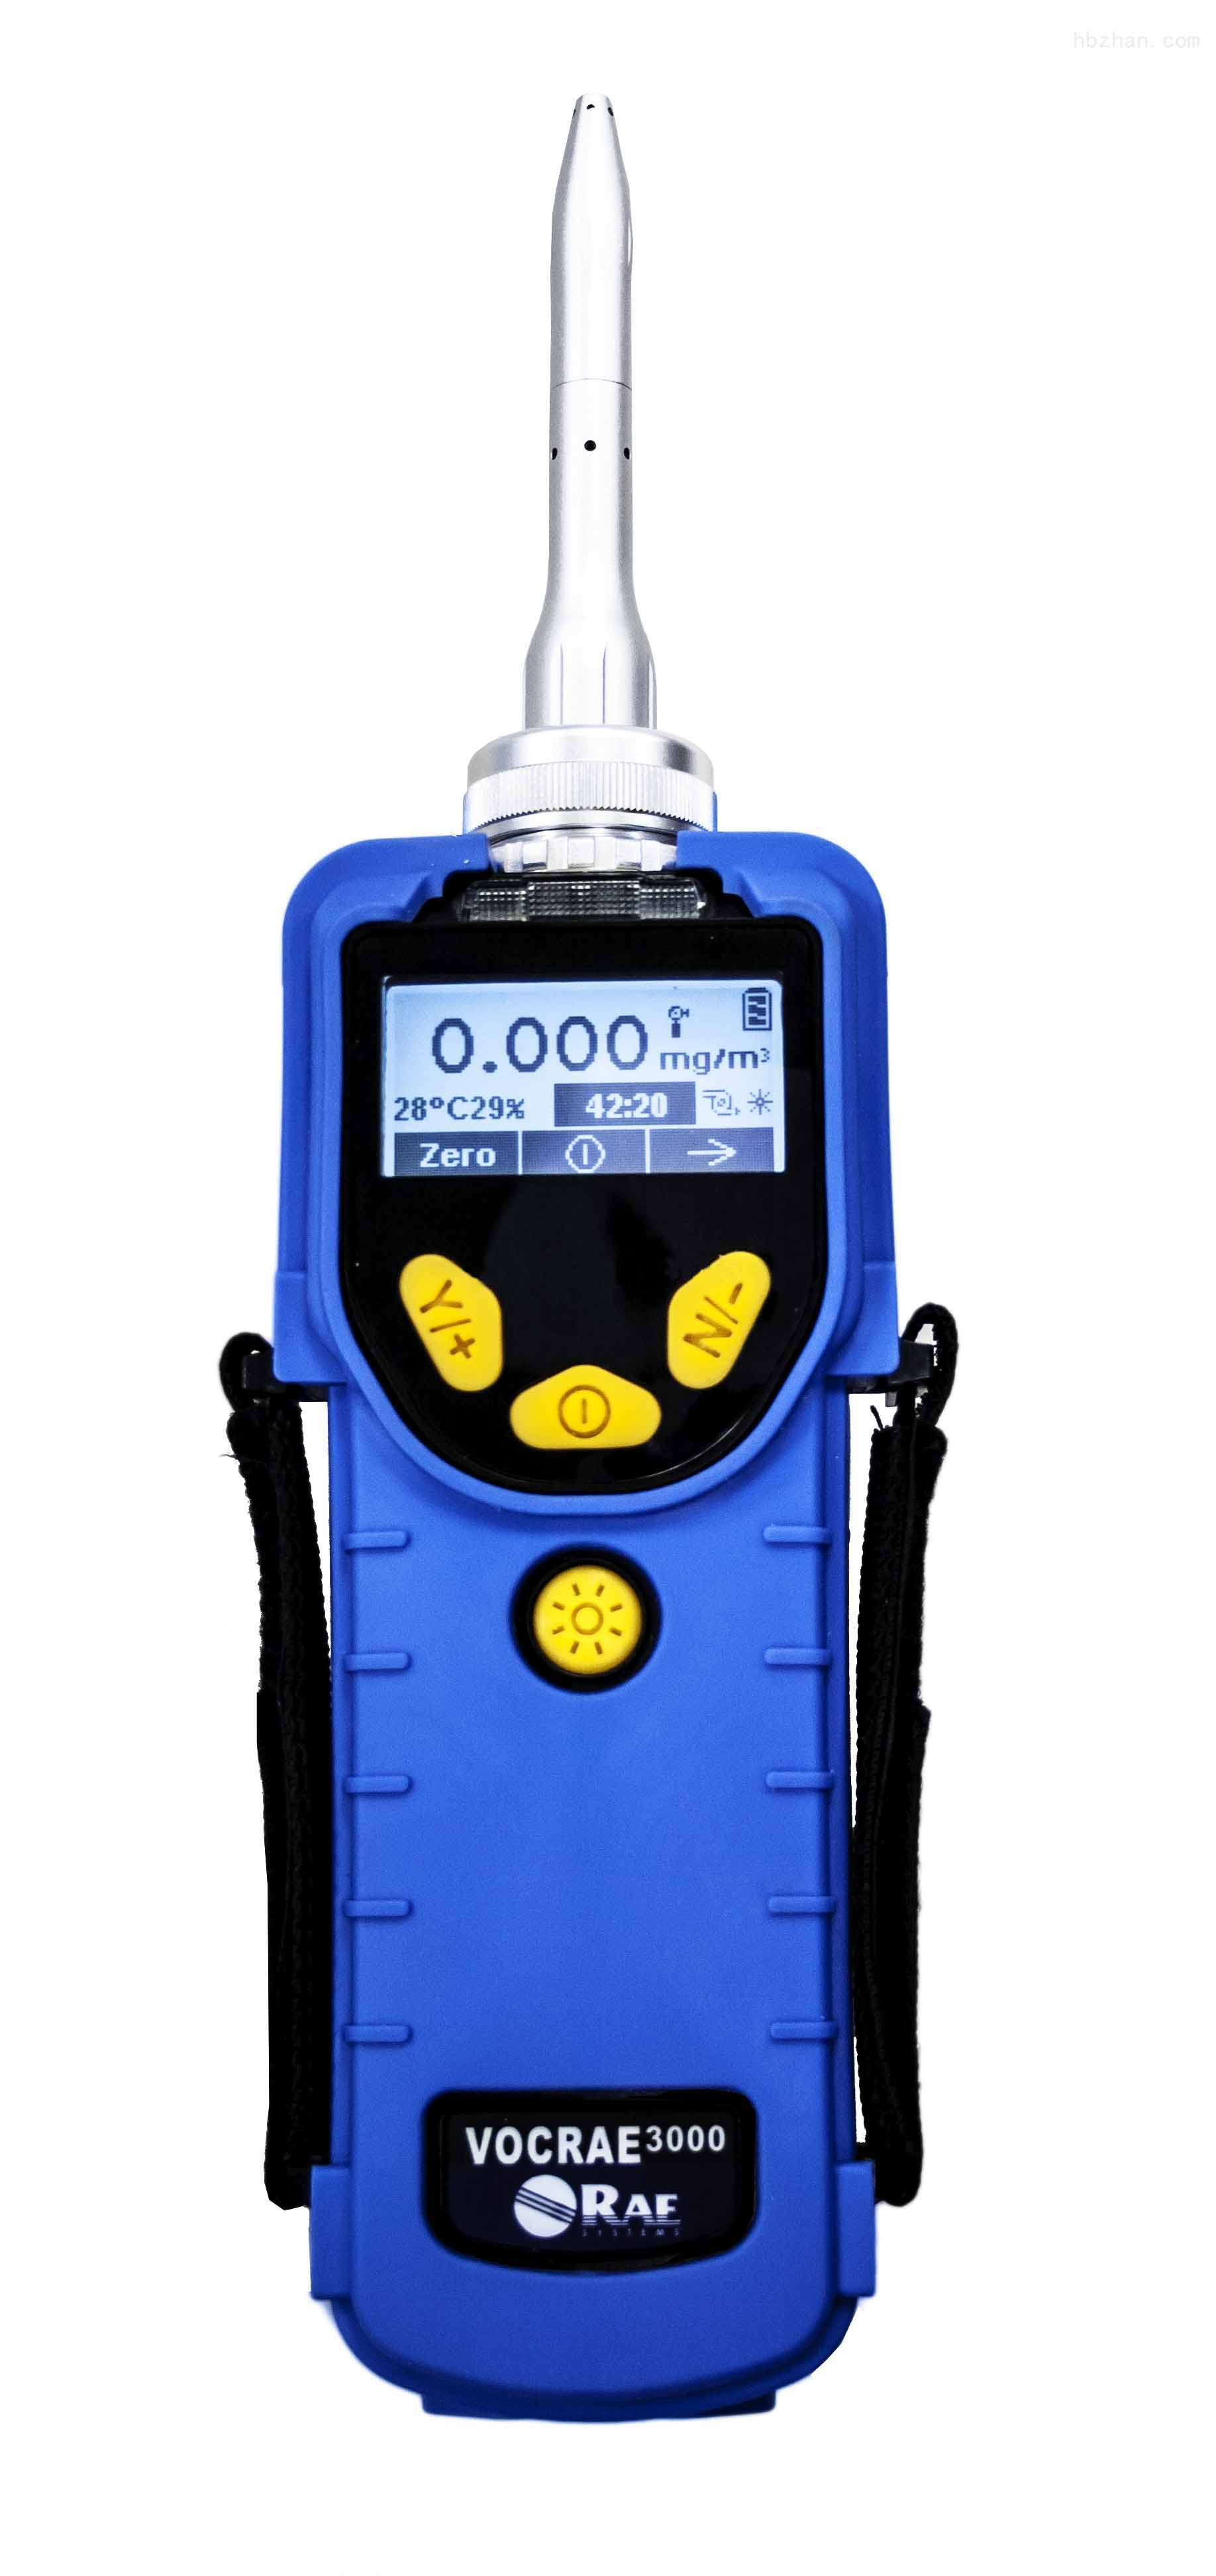 hbzhan.com
0.000 mg/m³
28°C29% 42:20
Zero
Y/+ N/-
VOCRAE3000
RAE
SYSTEMS